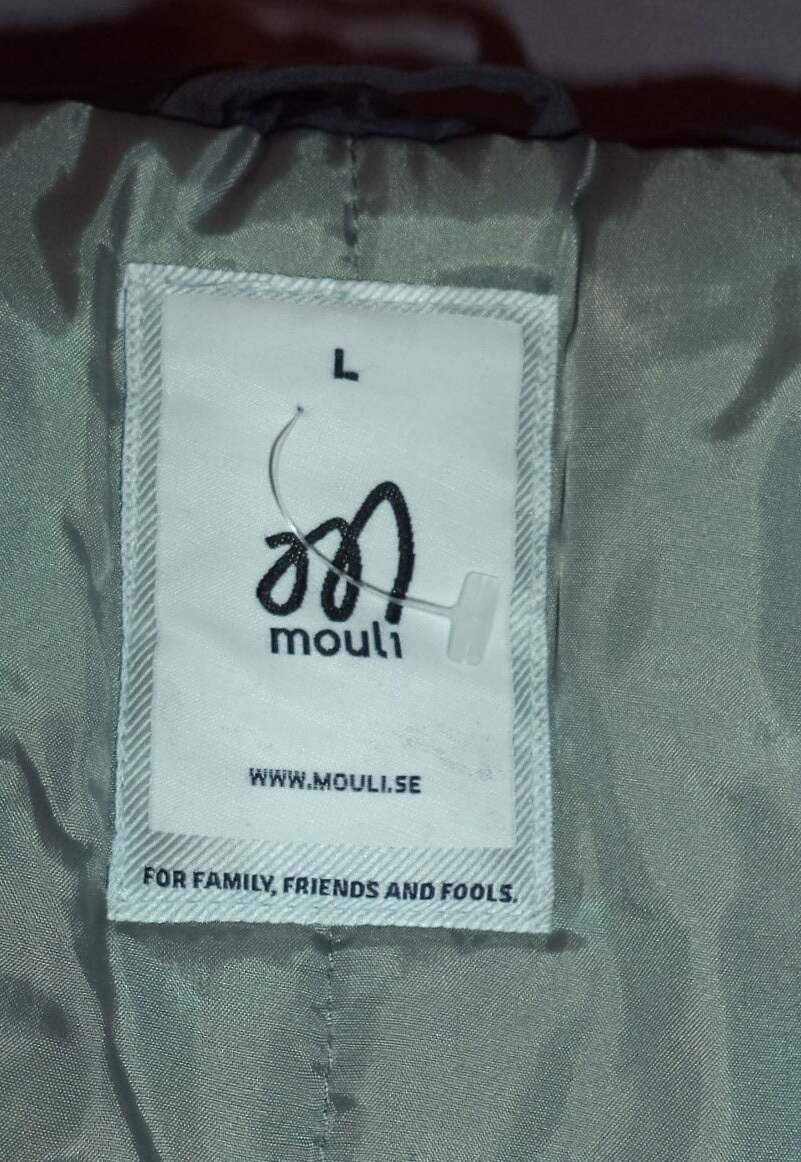 L
mouli
WWW.MOULI.SE
FOR FAMILY, FRIENDS AND FOOLS.